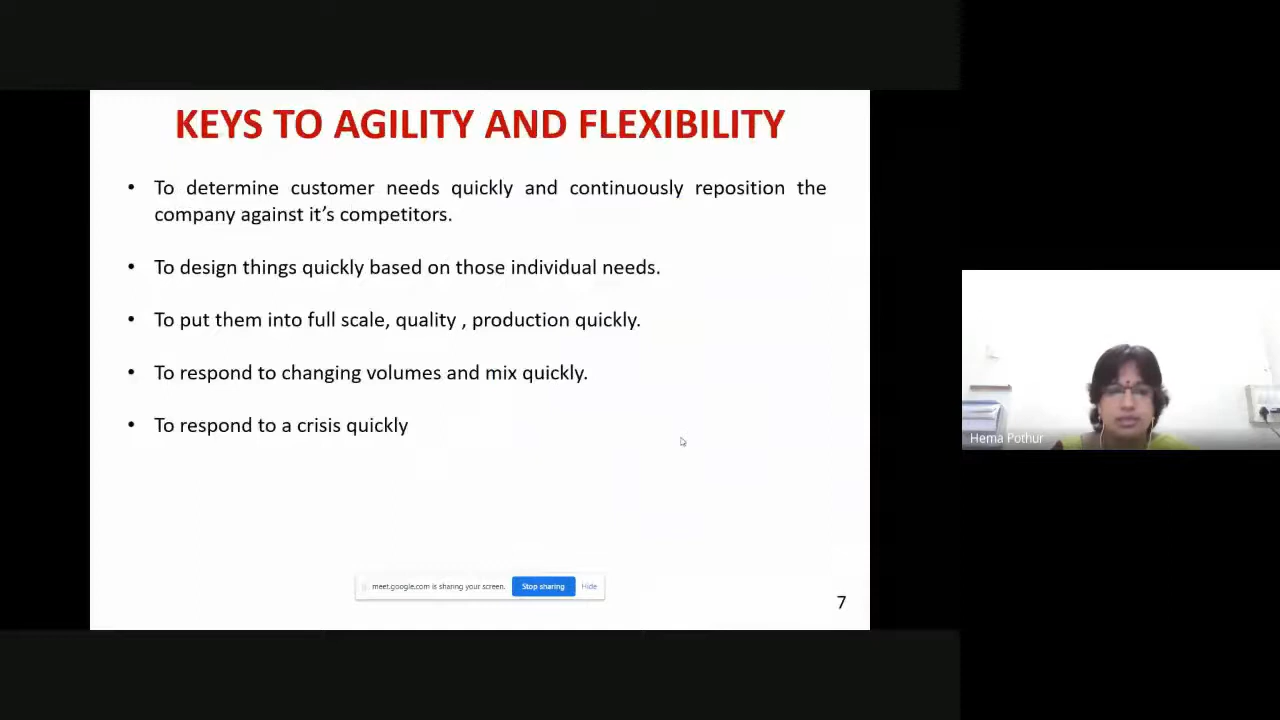 KEYS TO AGILITY AND FLEXIBILITY
• To determine customer needs quickly and continuously reposition the
company against it’s competitors.
• To design things quickly based on those individual needs.
• To put them into full scale, quality , production quickly.
• To respond to changing volumes and mix quickly.
• To respond to a crisis quickly
Hema Pothur
meet.google.com is sharing your screen. Stop sharing Hide
7